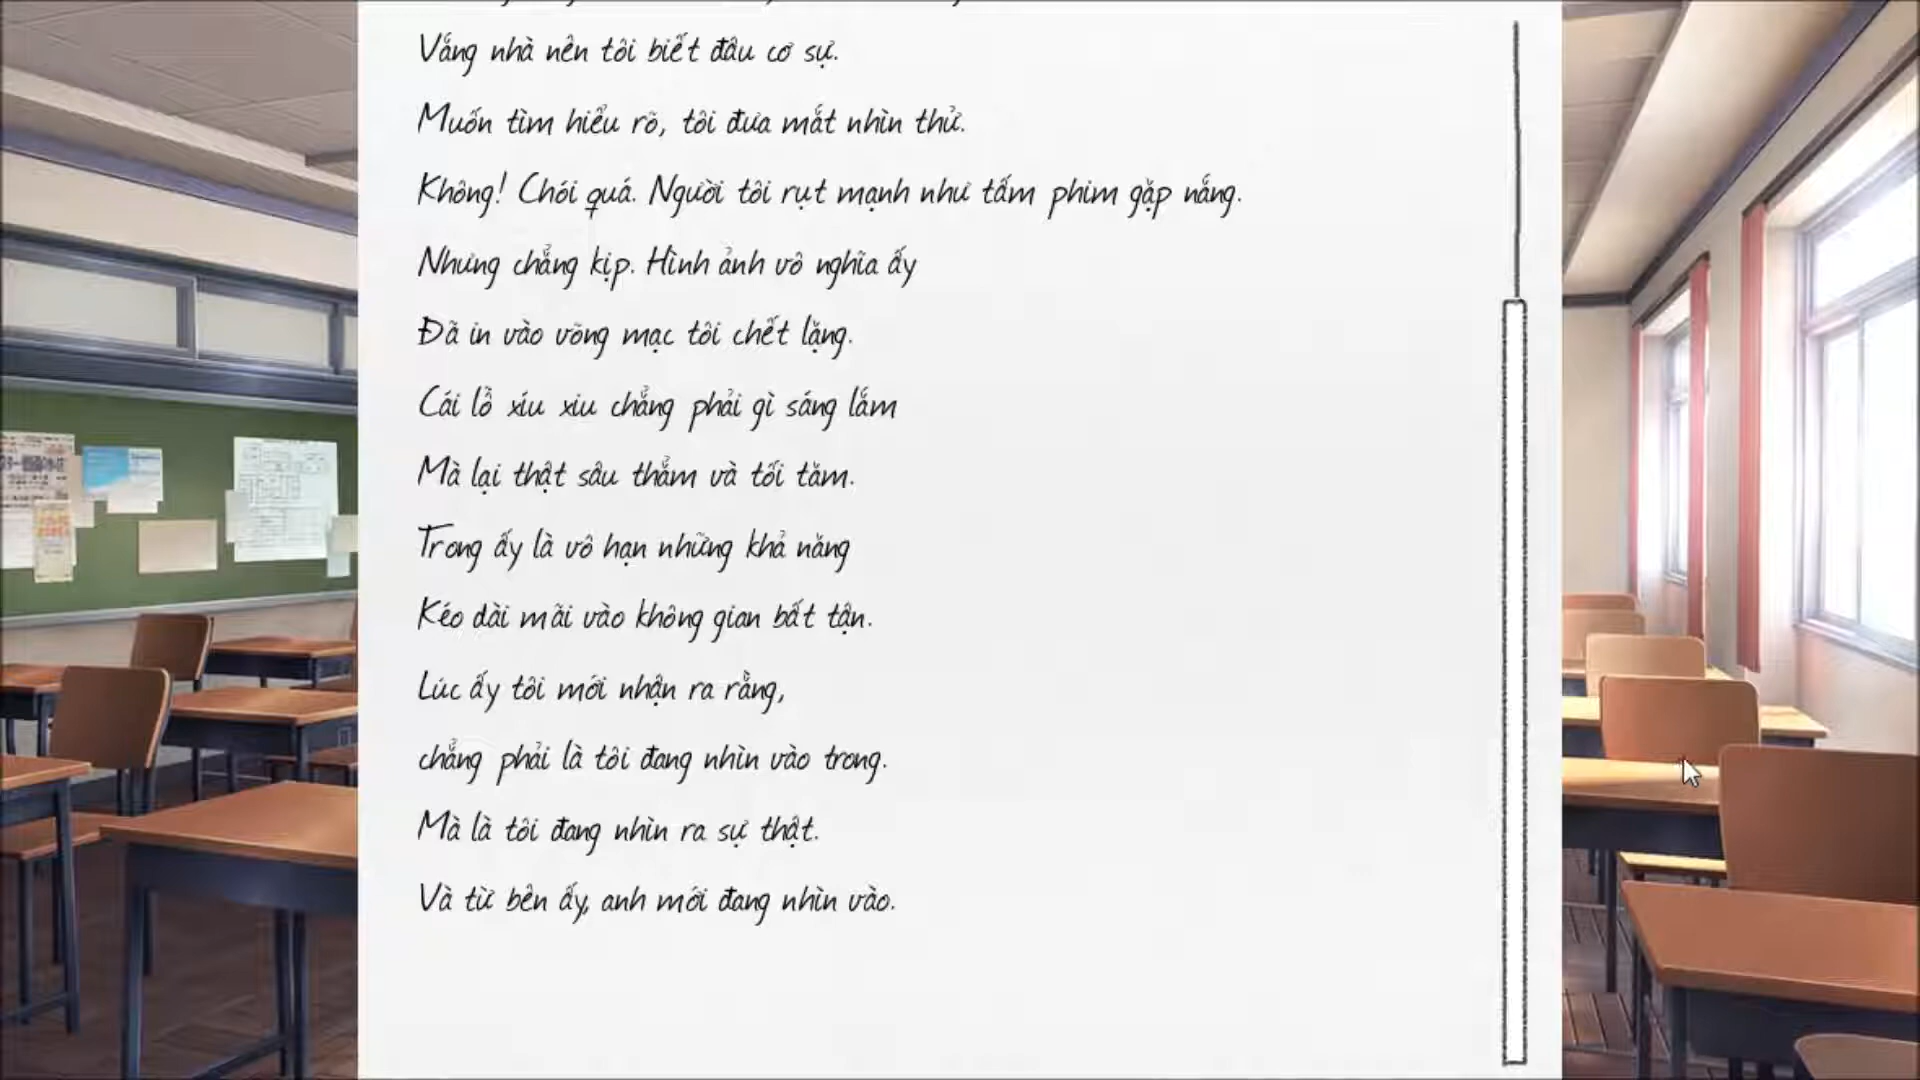 Vắng nhà nên tôi biết đâu cơ sự.
Muốn tìm hiểu rõ, tôi đưa mắt nhìn thử.
Không! Chói quá. Người tôi rụt mạnh như tấm phim gặp nắng.
Nhưng chẳng kịp. Hình ảnh vô nghĩa ấy
Đã in vào võng mạc tôi chết lặng.
Cái lỗ xíu xiu chẳng phải gì sáng lắm
Mà lại thật sâu thẳm và tối tăm.
Trong ấy là vô hạn những khả năng
Kéo dài mãi vào không gian bất tận.
Lúc ấy tôi mới nhận ra rằng,
chẳng phải là tôi đang nhìn vào trong.
Mà là tôi đang nhìn ra sự thật.
Và từ bên ấy, anh mới đang nhìn vào.